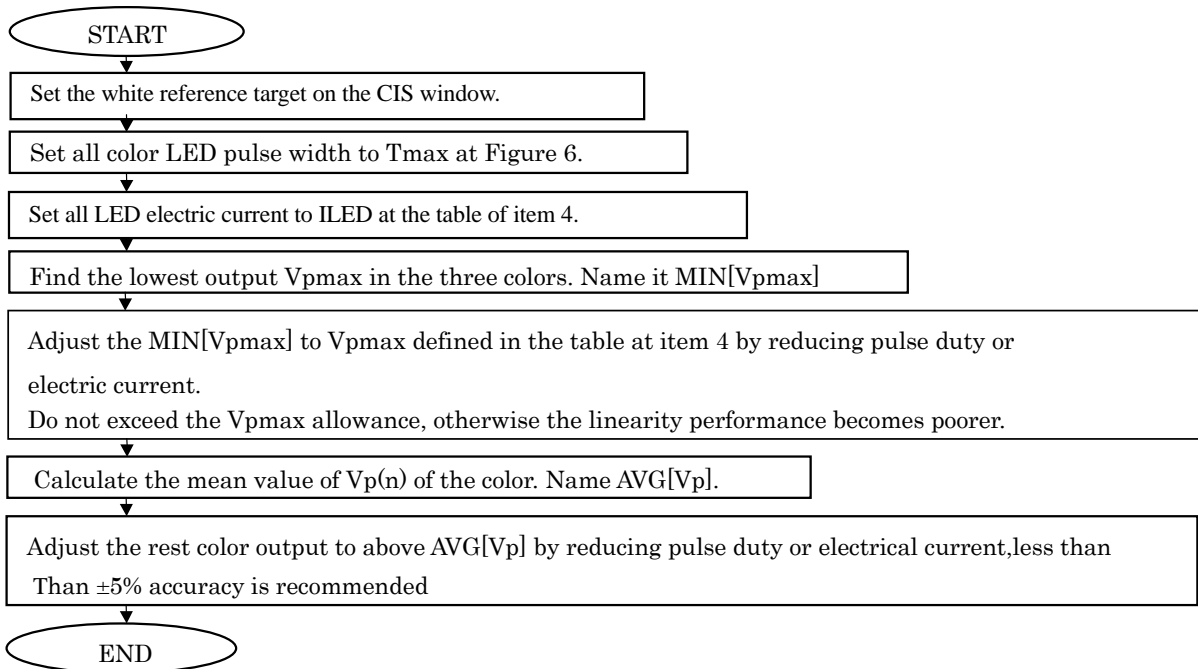 START
Set the white reference target on the CIS window.
Set all color LED pulse width to Tmax at Figure 6.
Set all LED electric current to ILED at the table of item 4.
Find the lowest output Vpmax in the three colors. Name it MIN[Vpmax]
Adjust the MIN[Vpmax] to Vpmax defined in the table at item 4 by reducing pulse duty or
electric current.
Do not exceed the Vpmax allowance, otherwise the linearity performance becomes poorer.
Calculate the mean value of Vp(n) of the color. Name AVG[Vp].
Adjust the rest color output to above AVG[Vp] by reducing pulse duty or electrical current,less than
Than ±5% accuracy is recommended
END